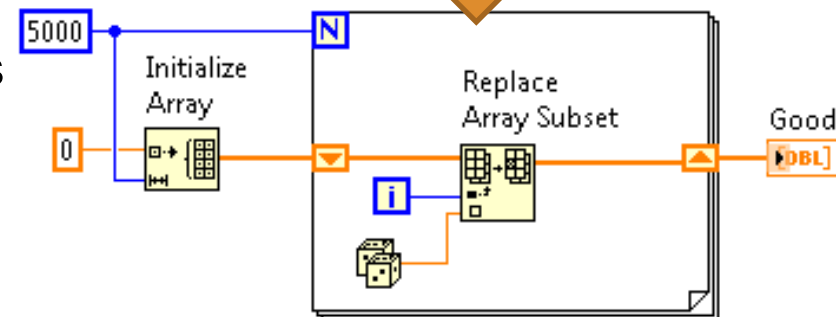 5000
N
s
Initialize
Array
Replace
Array Subset
Good
0
i
DBL]